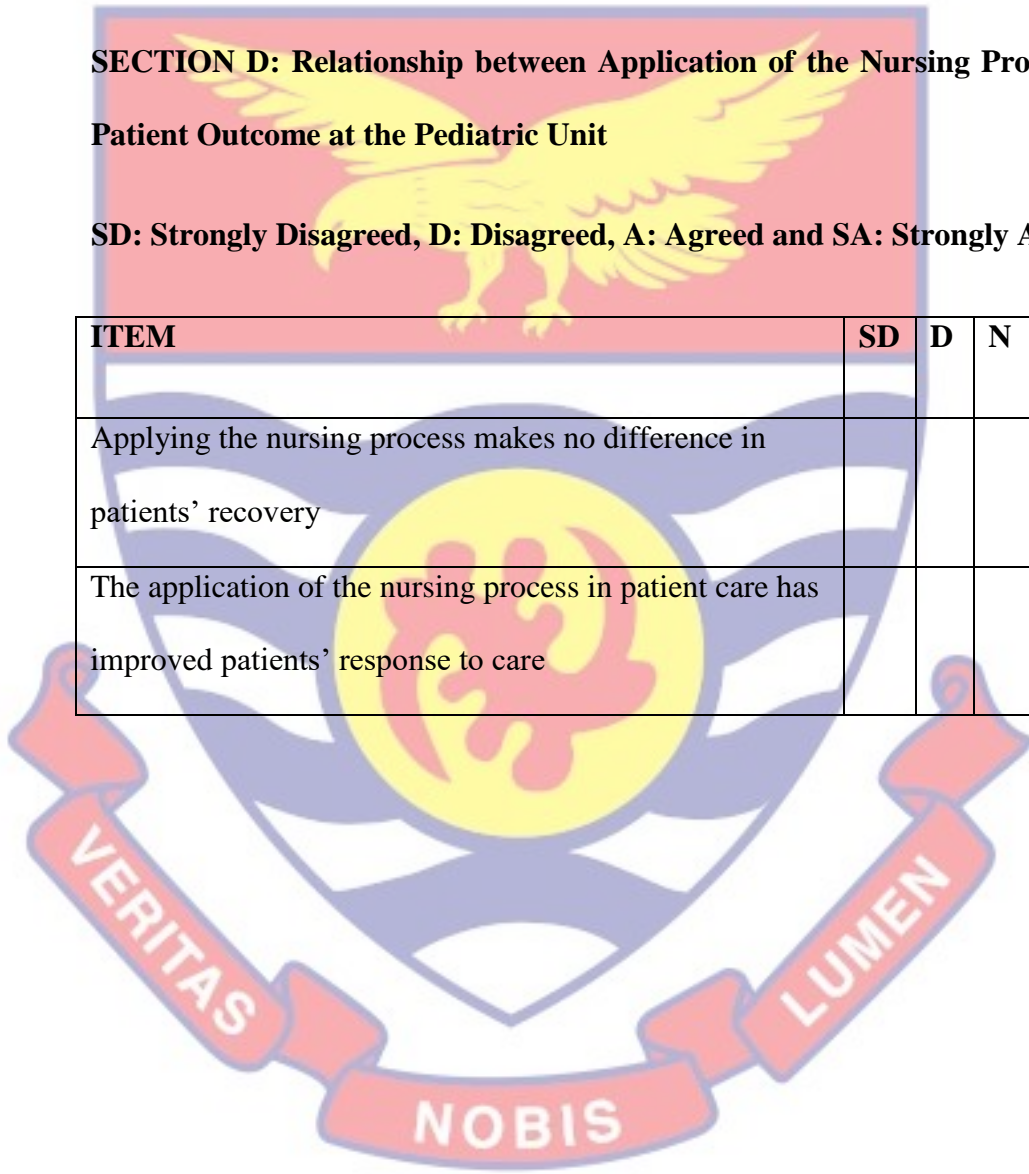 SECTION D: Relationship between Application of the Nursing Pro
Patient Outcome at the Pediatric Unit
SD: Strongly Disagreed, D: Disagreed, A: Agreed and SA: Strongly A
ITEM SD D N
Applying the nursing process makes no difference in
patients’ recovery
The application of the nursing process in patient care has
improved patients’ response to care
VERITAS
NOBIS
LUMEN